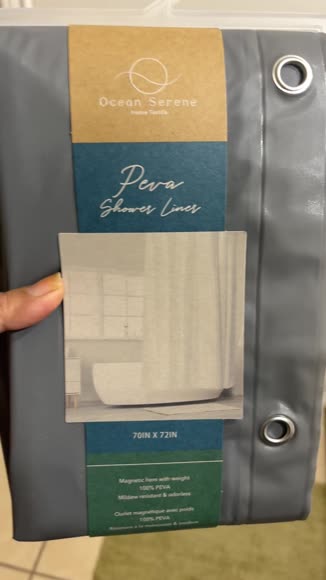 Ocean Serene
Home Textile
Peva
Shower Liner
70IN X 72IN
Magnetic hem with weight
100% PEVA
Mildew resistant & odorless
Ourlet magnétique avec poids
100% PEVA